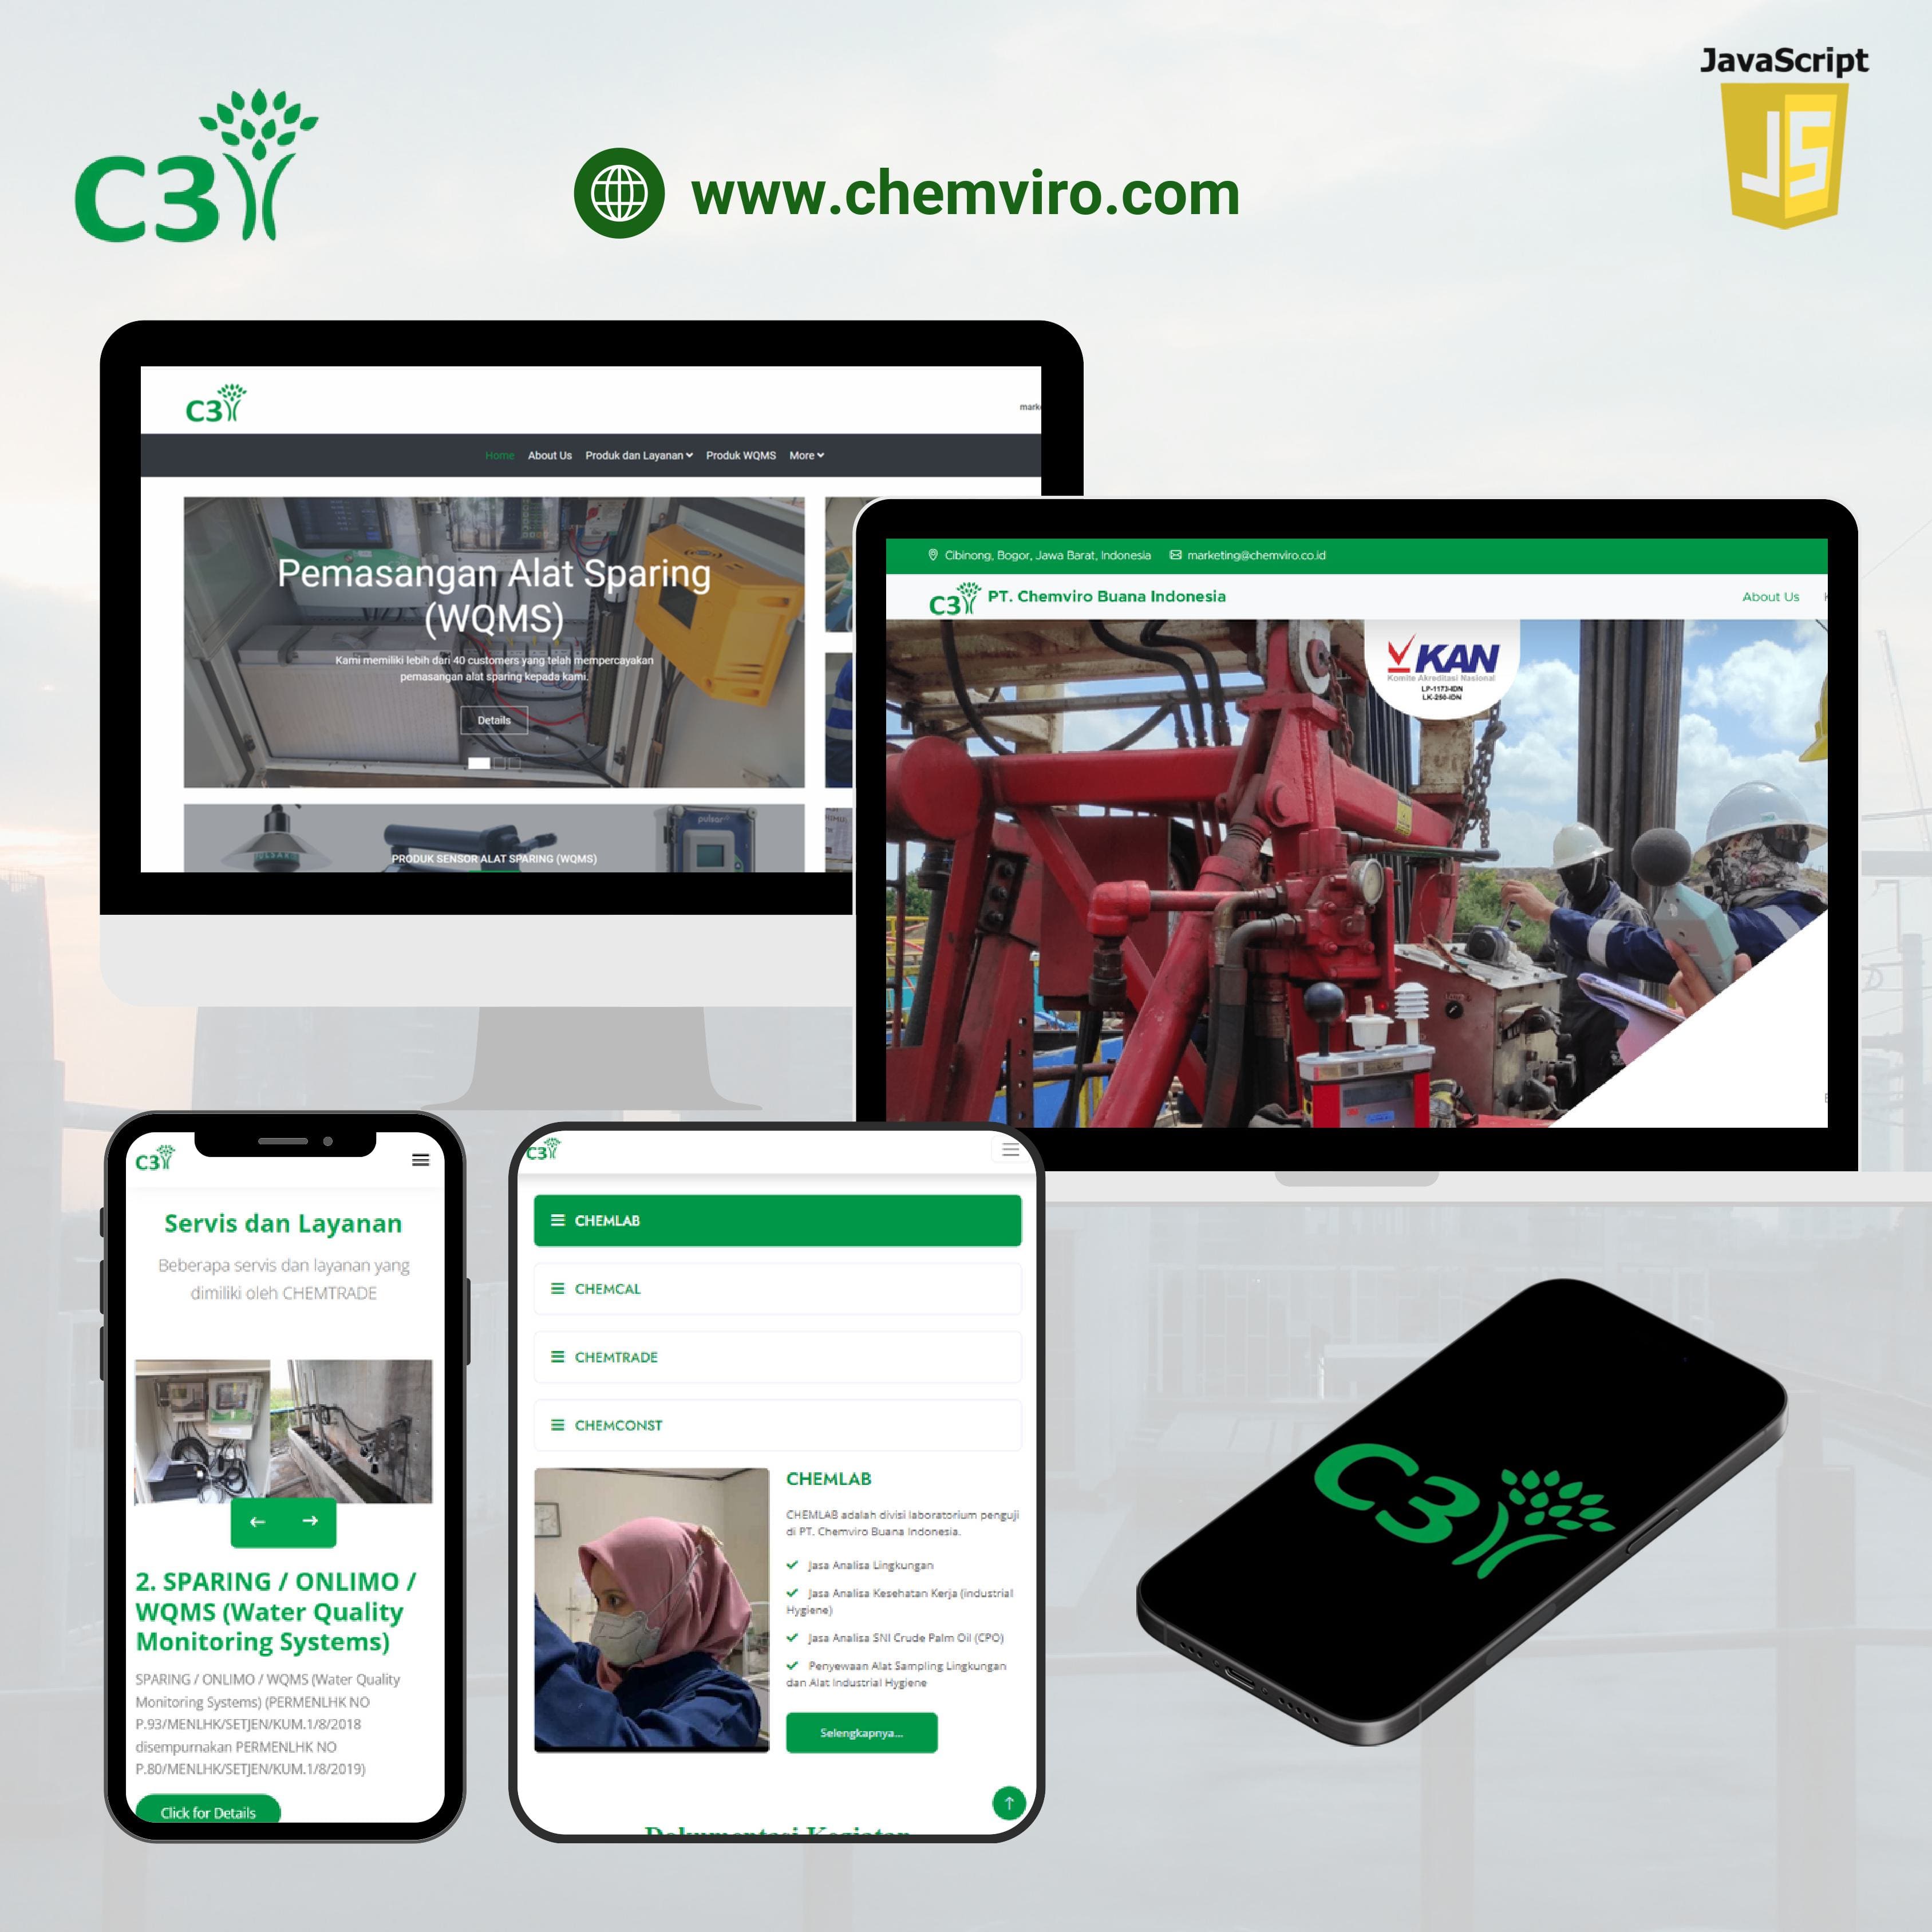 C3
www.chemviro.com
JavaScript
JS
C3
Home About Us Produk dan Layanan Produk WQMS More
Pemasangan Alat Sparing
(WQMS)
Kami memiliki lebih dari 40 customers yang telah mempercayakan
pemasangan alat sparing kepada kami.
Details
PULSAR
pulsar
PRODUK SENSOR ALAT SPARING (WQMS)
Cibinong, Bogor, Jawa Barat, Indonesia marketing@chemviro.co.id
C3 PT. Chemviro Buana Indonesia
About Us
KAN
Komite Akreditasi Nasional
LP-1173-IDN
LK-250-IDN
C3
Servis dan Layanan
Beberapa servis dan layanan yang
dimiliki oleh CHEMTRADE
2. SPARING / ONLIMO /
WQMS (Water Quality
Monitoring Systems)
SPARING / ONLIMO / WQMS (Water Quality
Monitoring Systems) (PERMENLHK NO
P.93/MENLHK/SETJEN/KUM.1/8/2018
disempurnakan PERMENLHK NO
P.80/MENLHK/SETJEN/KUM.1/8/2019)
Click for Details
C3
CHEMLAB
CHEMCAL
CHEMTRADE
CHEMCONST
CHEMLAB
CHEMLAB adalah divisi laboratorium penguji
di PT. Chemviro Buana Indonesia.
Jasa Analisa Lingkungan
Jasa Analisa Kesehatan Kerja (Industrial
Hygiene)
Jasa Analisa SNI Crude Palm Oil (CPO)
Penyewaan Alat Sampling Lingkungan
dan Alat Industrial Hygiene
Selengkapnya...
Dokumentasi Kegiatan
C3